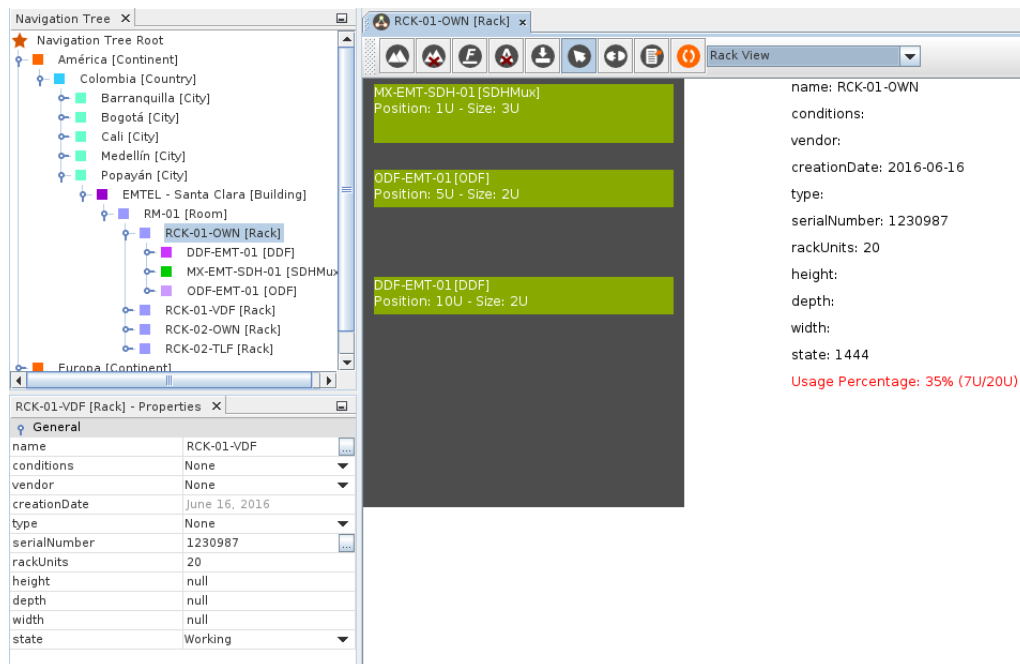 Navigation Tree
Navigation Tree Root
América [Continent]
Colombia [Country]
Barranquilla [City]
Bogotá [City]
Cali [City]
Medellín [City]
Popayán [City]
EMTEL - Santa Clara [Building]
RM-01 [Room]
RCK-01-OWN [Rack]
DDF-EMT-01 [DDF]
MX-EMT-SDH-01 [SDHMux
ODF-EMT-01 [ODF]
RCK-01-VDF [Rack]
RCK-02-OWN [Rack]
RCK-02-TLF [Rack]
Europa [Continent]
RCK-01-VDF [Rack] - Properties
General
name RCK-01-VDF ...
conditions None
vendor None
creationDate June 16, 2016
type None
serialNumber 1230987 ...
rackUnits 20
height null
depth null
width null
state Working
RCK-01-OWN [Rack]
Rack View
MX-EMT-SDH-01[SDHMux]
Position: 1U - Size: 3U
ODF-EMT-01[ODF]
Position: 5U - Size: 2U
DDF-EMT-01[DDF]
Position: 10U - Size: 2U
name: RCK-01-OWN
conditions:
vendor:
creationDate: 2016-06-16
type:
serialNumber: 1230987
rackUnits: 20
height:
depth:
width:
state: 1444
Usage Percentage: 35% (7U/20U)